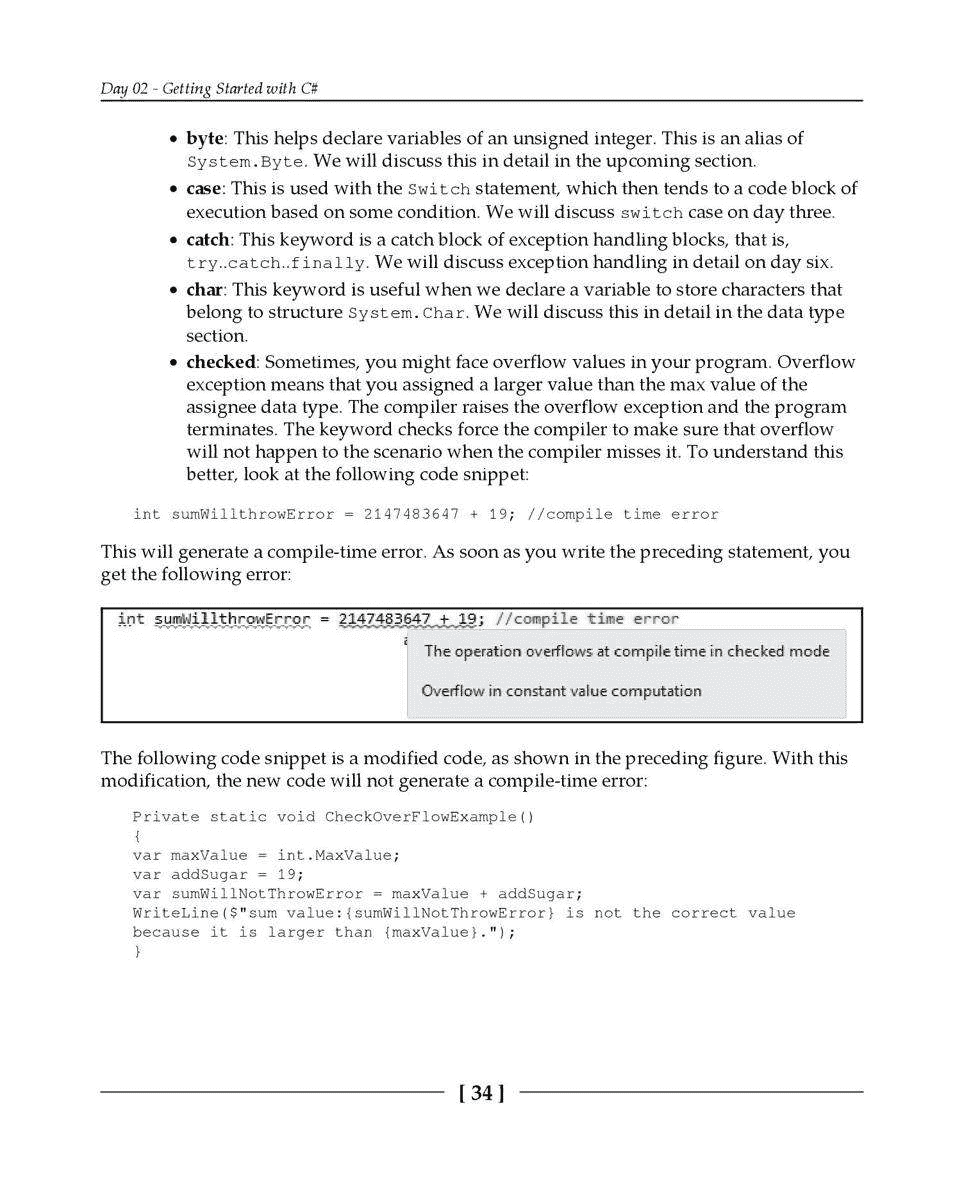 Day 02 - Getting Started with C#
• byte: This helps declare variables of an unsigned integer. This is an alias of
System.Byte. We will discuss this in detail in the upcoming section.
• case: This is used with the Switch statement, which then tends to a code block of
execution based on some condition. We will discuss switch case on day three.
• catch: This keyword is a catch block of exception handling blocks, that is,
try..catch..finally. We will discuss exception handling in detail on day six.
• char: This keyword is useful when we declare a variable to store characters that
belong to structure System.Char. We will discuss this in detail in the data type
section.
• checked: Sometimes, you might face overflow values in your program. Overflow
exception means that you assigned a larger value than the max value of the
assignee data type. The compiler raises the overflow exception and the program
terminates. The keyword checks force the compiler to make sure that overflow
will not happen to the scenario when the compiler misses it. To understand this
better, look at the following code snippet:
int sumWillthrowError = 2147483647 + 19; //compile time error
This will generate a compile-time error. As soon as you write the preceding statement, you
get the following error:
int sumWillthrowError = 2147483647 + 19; //compile time error
The operation overflows at compile time in checked mode
Overflow in constant value computation
The following code snippet is a modified code, as shown in the preceding figure. With this
modification, the new code will not generate a compile-time error:
Private static void CheckOverFlowExample()
{
var maxValue = int.MaxValue;
var addSugar = 19;
var sumWillNotThrowError = maxValue + addSugar;
WriteLine($"sum value:{sumWillNotThrowError} is not the correct value
because it is larger than {maxValue}.");
}
[ 34 ]